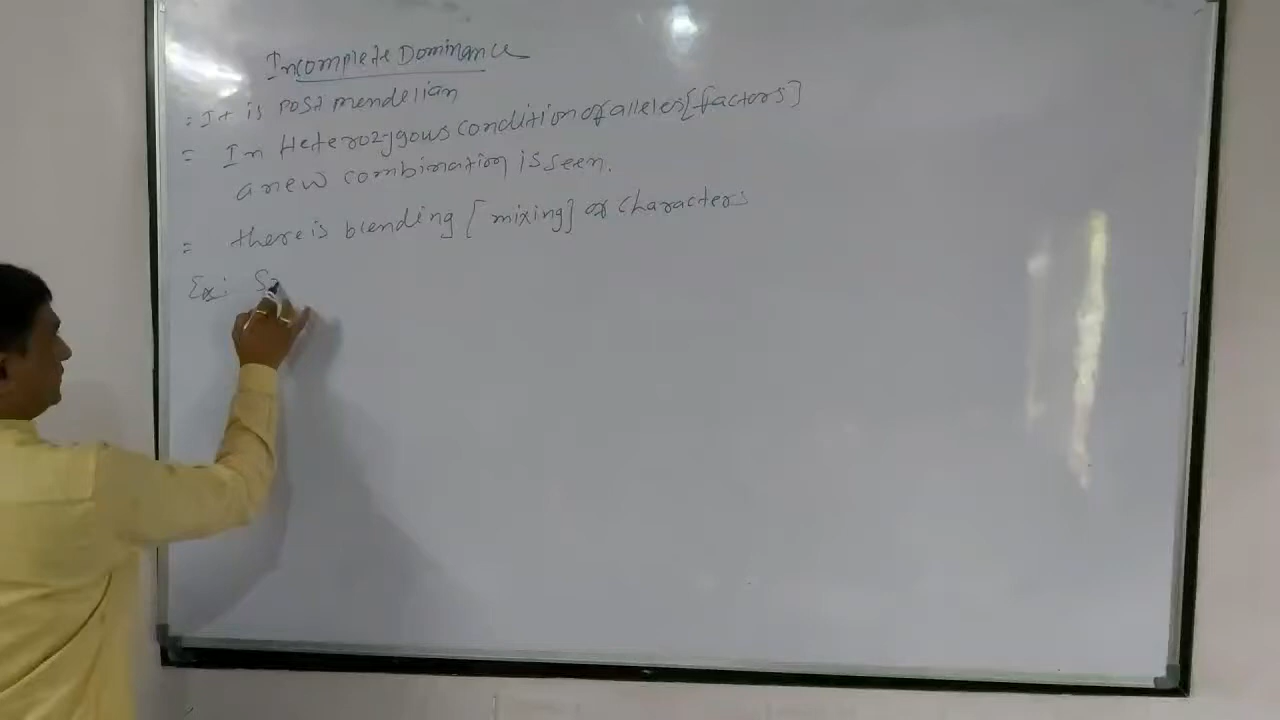 Incomplete Dominance
= It is post mendelian
= In Heterozygous condition of alleles [factors]
a new combination is seen.
= there is blending [mixing] of characters
Ex: